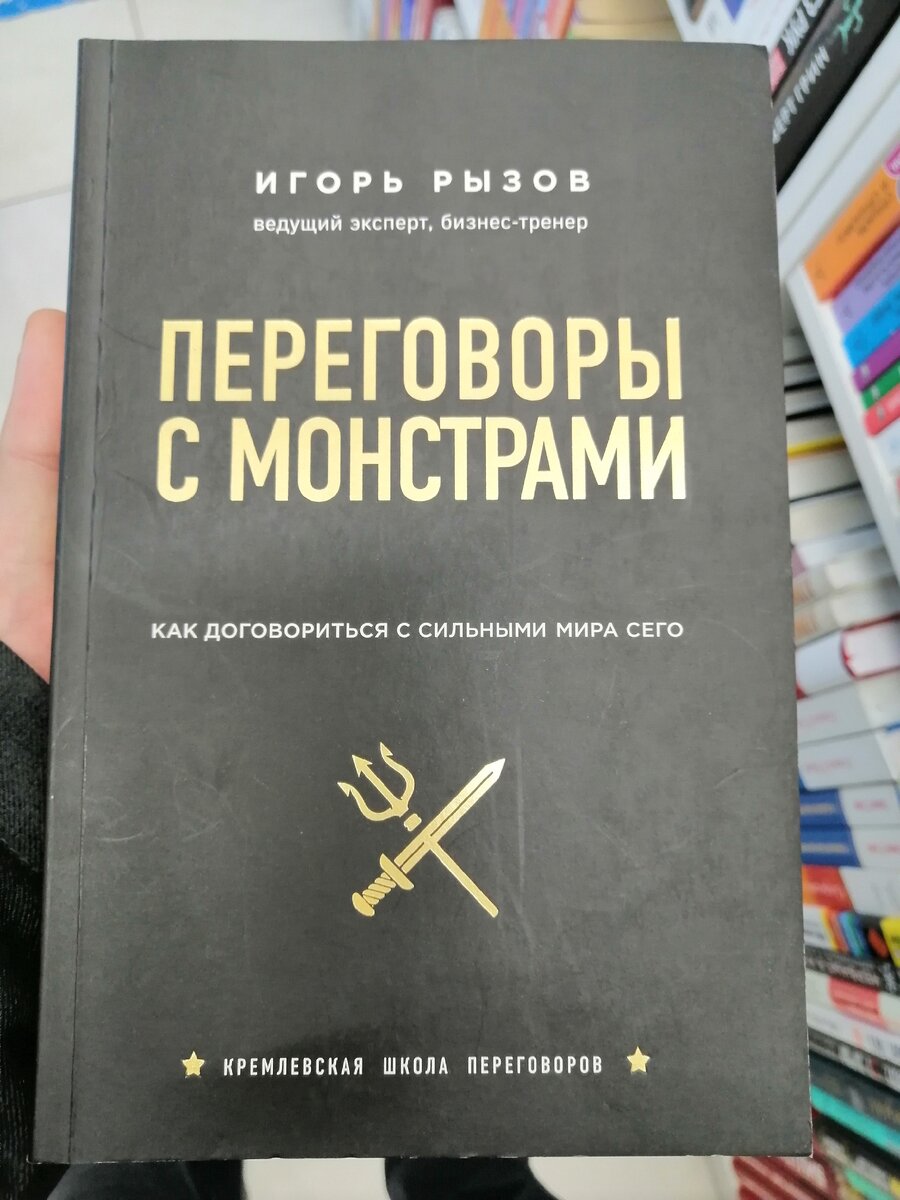 ИГОРЬ РЫЗОВ
ведущий эксперт, бизнес-тренер
ПЕРЕГОВОРЫ
С МОНСТРАМИ
КАК ДОГОВОРИТЬСЯ С СИЛЬНЫМИ МИРА СЕГО
КРЕМЛЕВСКАЯ ШКОЛА ПЕРЕГОВОРОВ